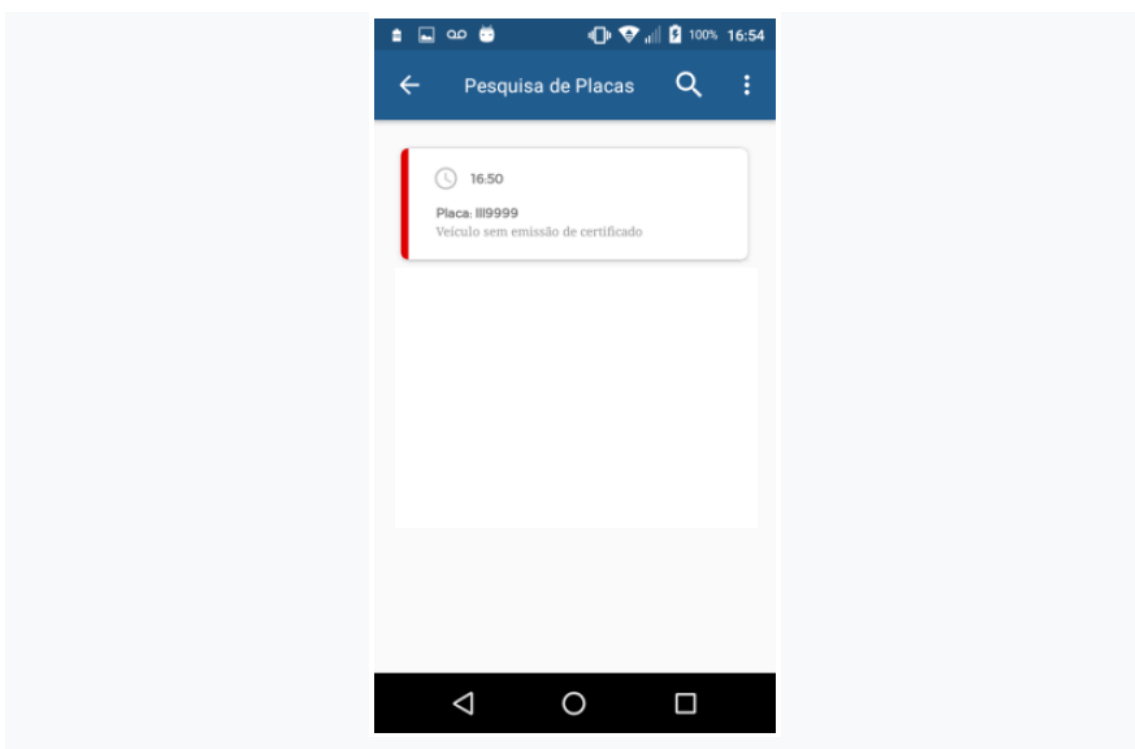 100% 16:54
Pesquisa de Placas
16:50
Placa: III9999
Veículo sem emissão de certificado